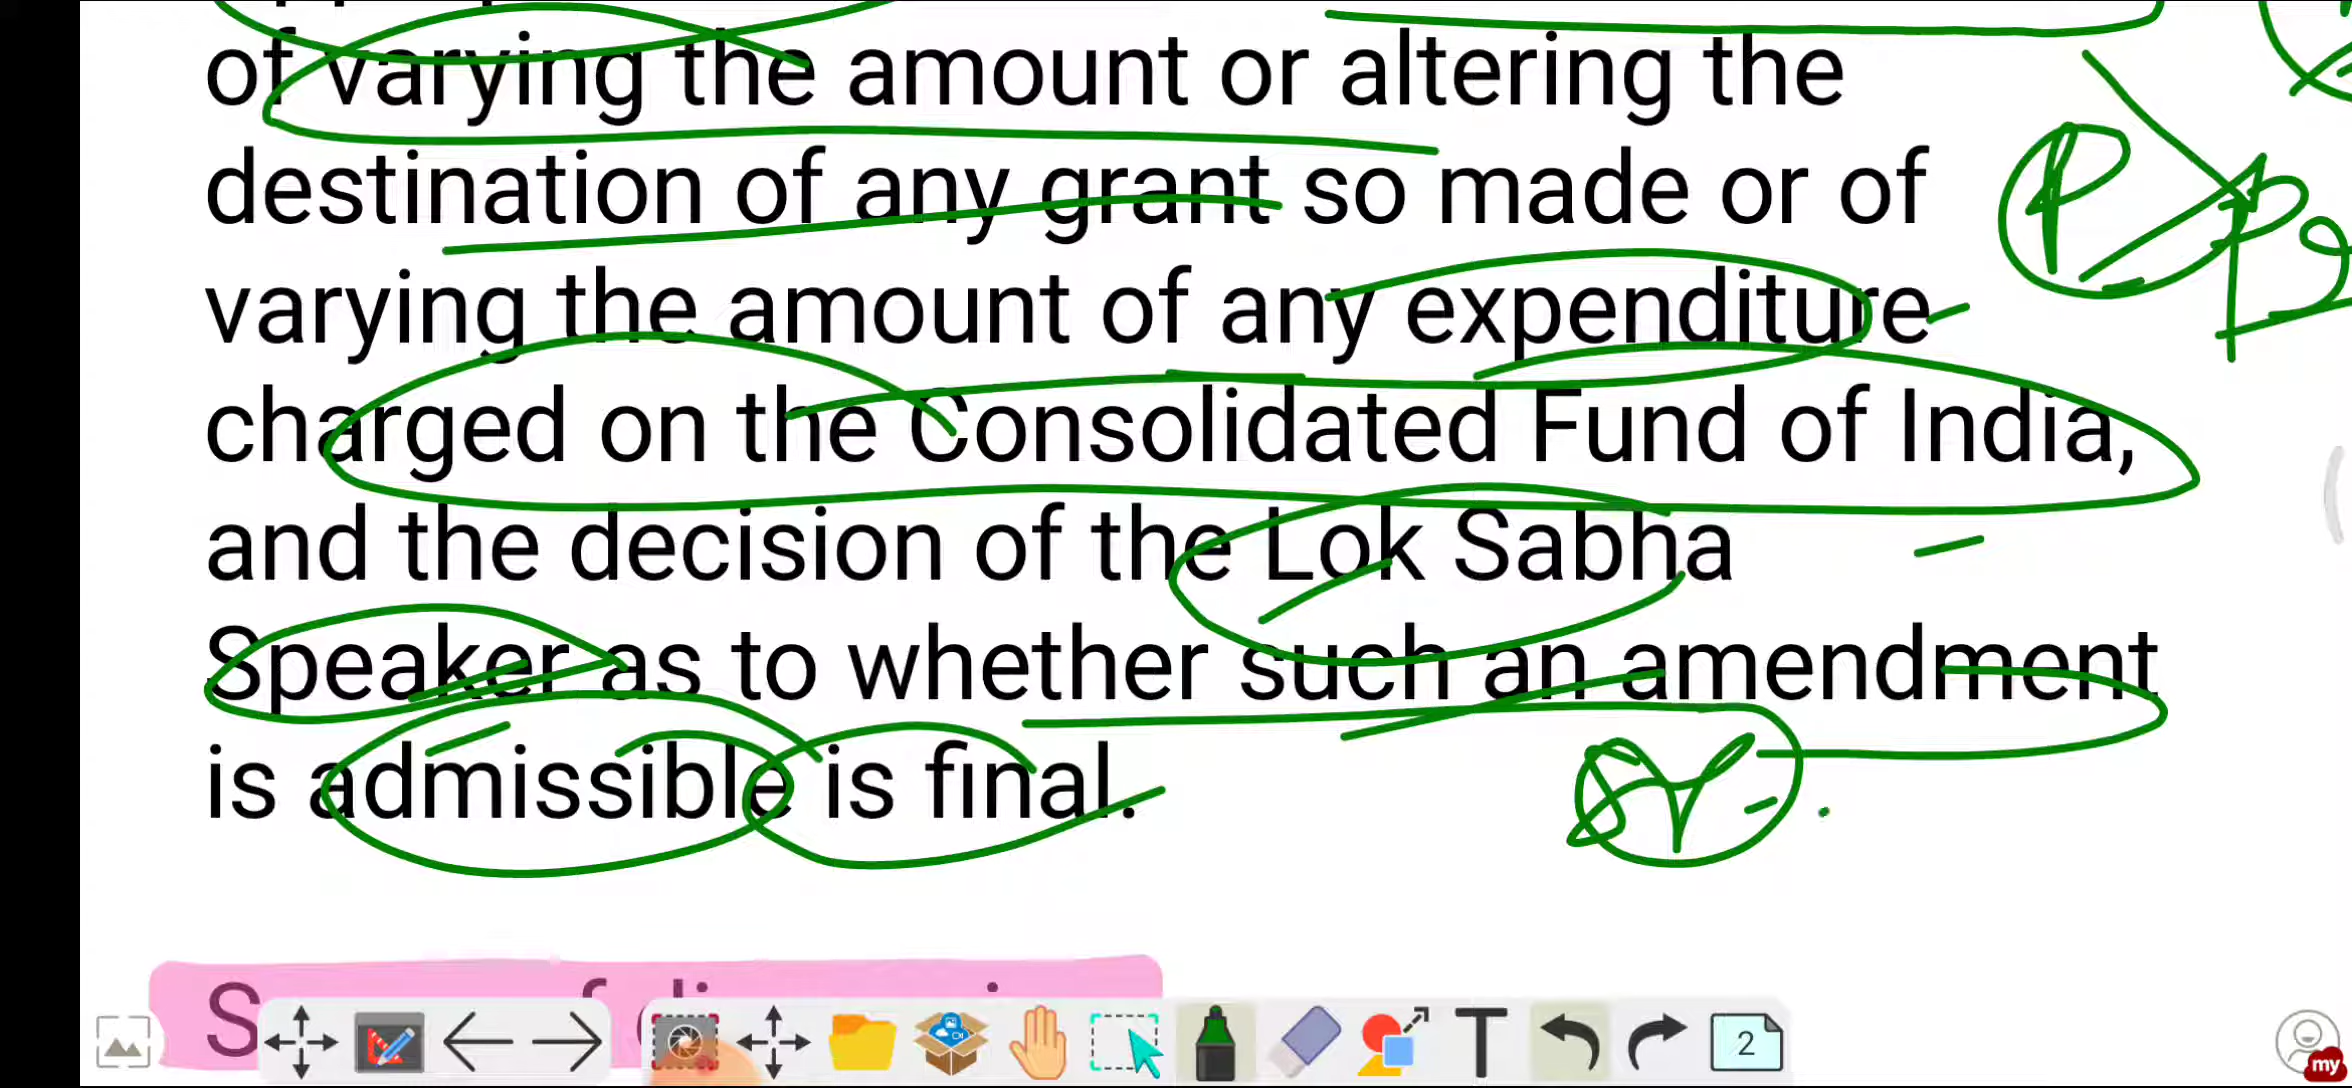 of varying the amount or altering the
destination of any grant so made or of
varying the amount of any expenditure
charged on the Consolidated Fund of India,
and the decision of the Lok Sabha
Speaker as to whether such an amendment
is admissible is final.
T
2
my